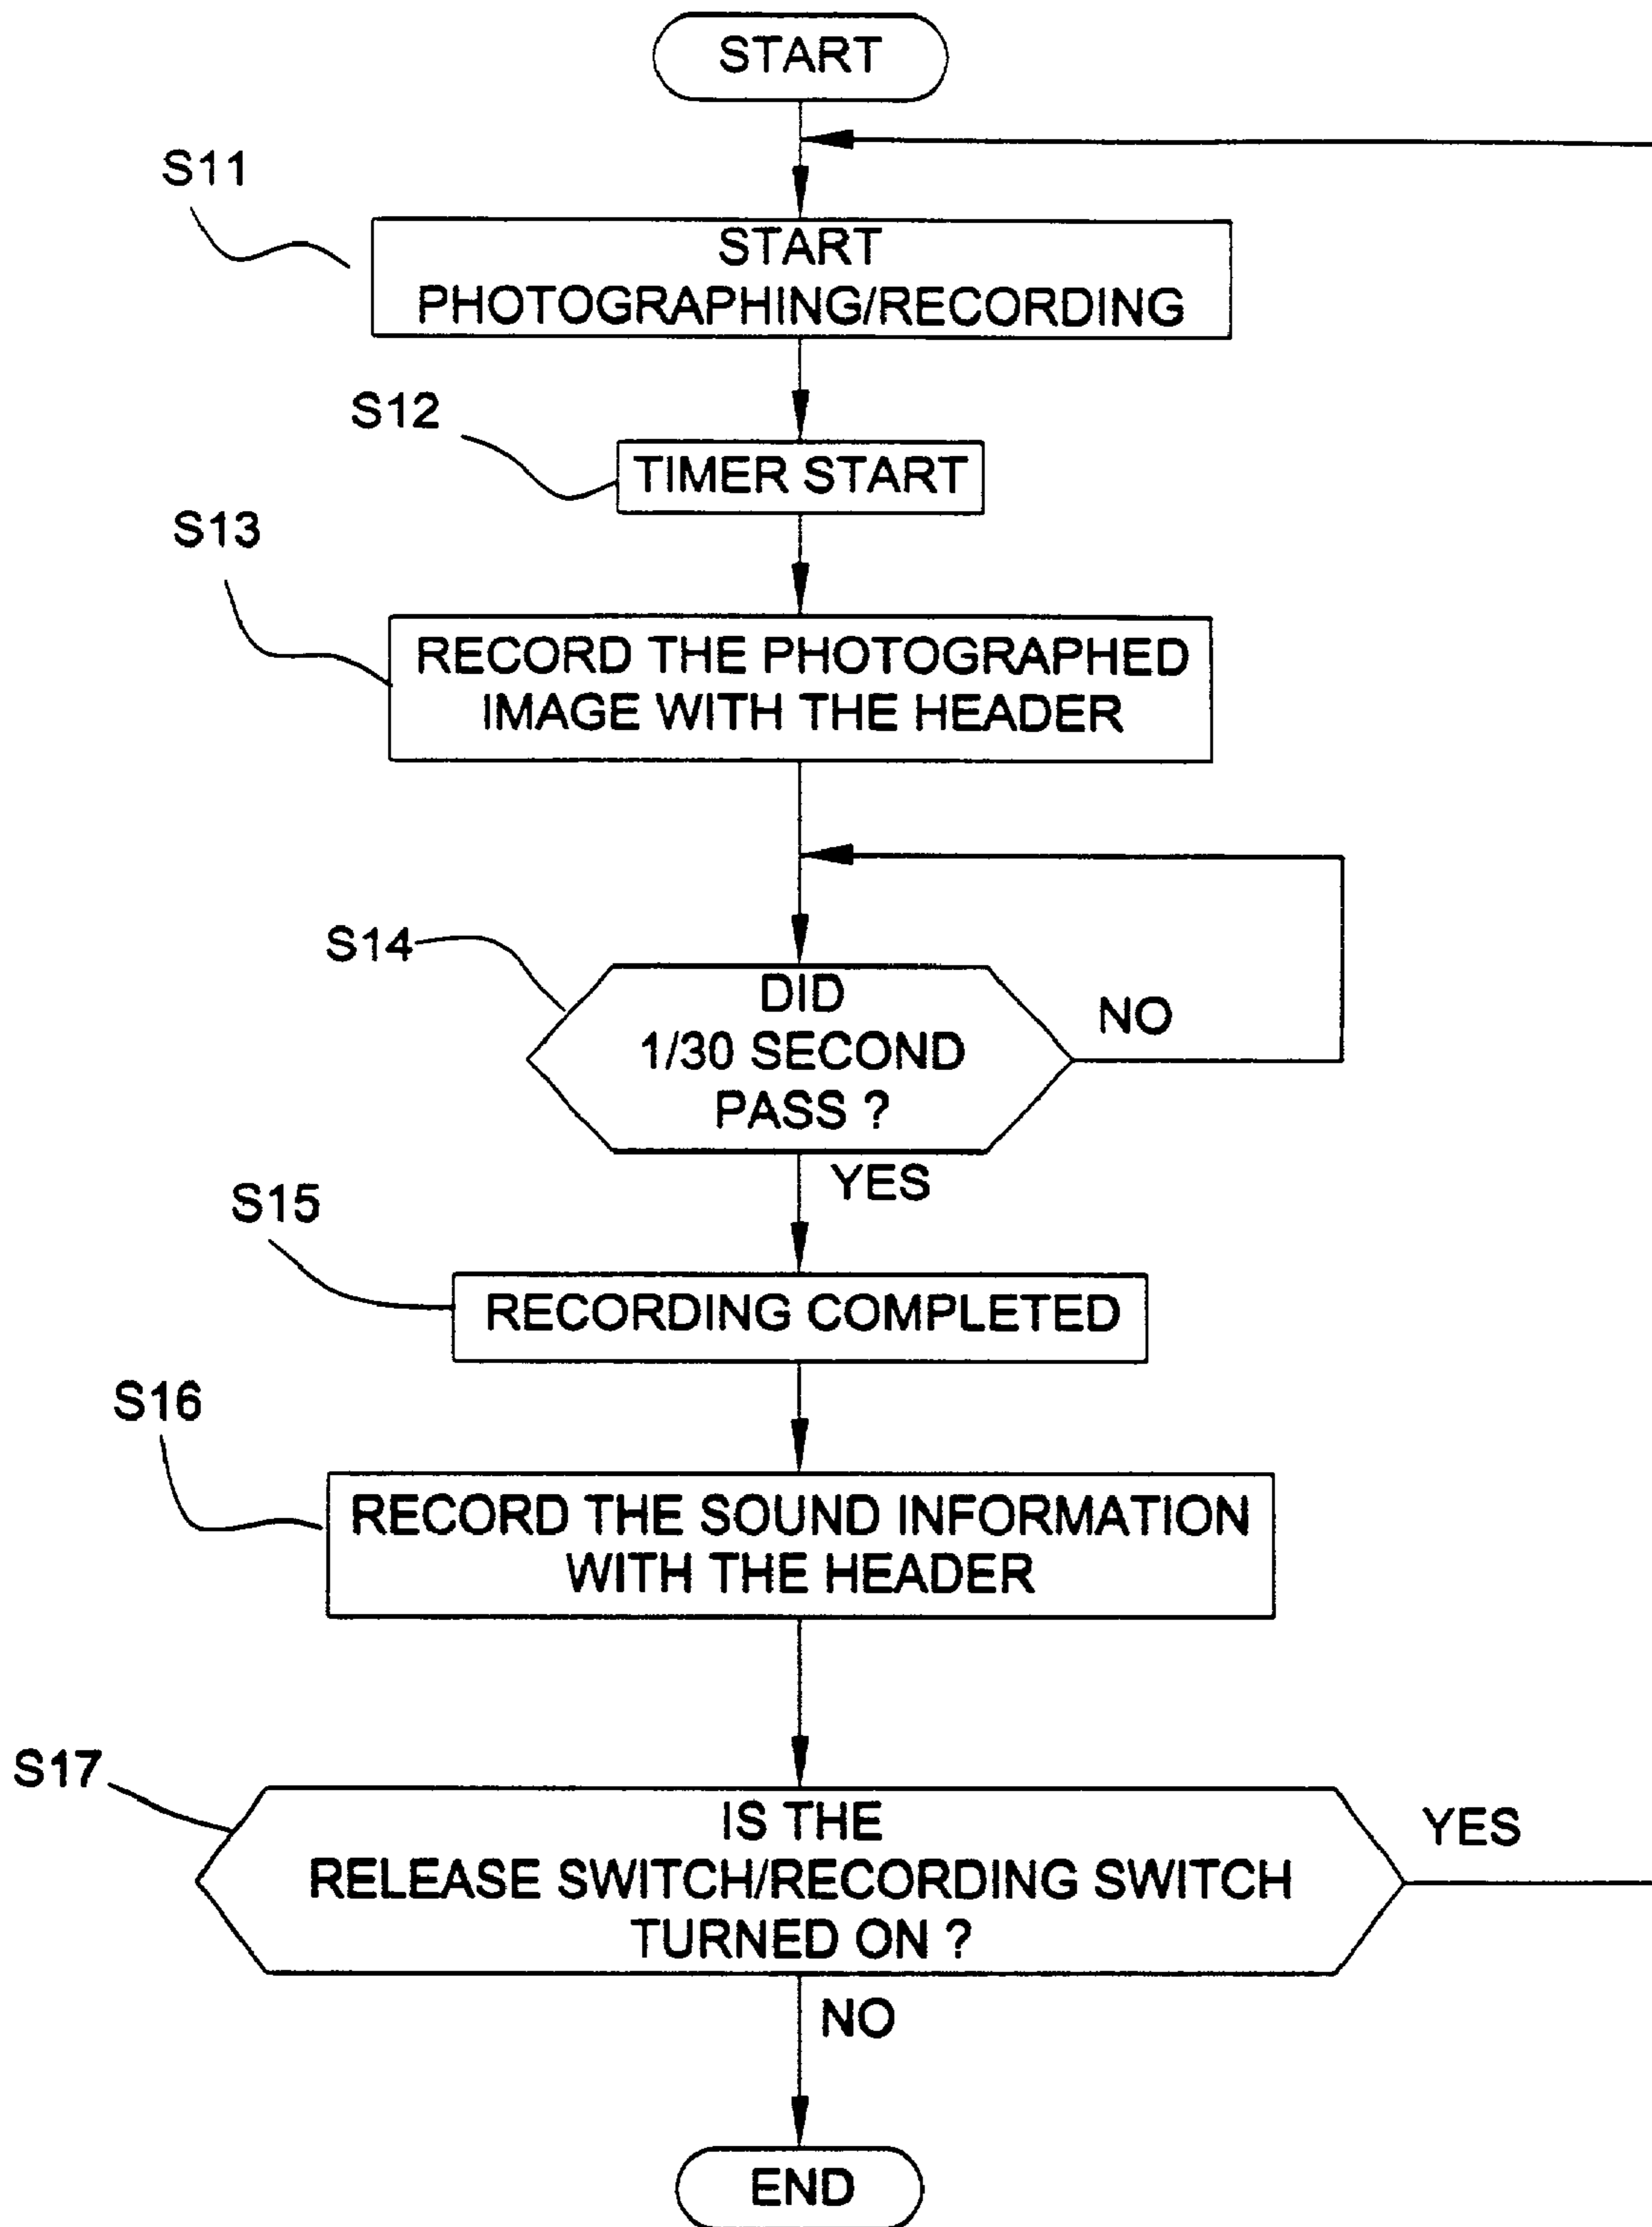 START
S11
START
PHOTOGRAPHING/RECORDING
S12
TIMER START
S13
RECORD THE PHOTOGRAPHED
IMAGE WITH THE HEADER
S14
DID
1/30 SECOND
PASS ?
NO
YES
S15
RECORDING COMPLETED
S16
RECORD THE SOUND INFORMATION
WITH THE HEADER
S17
IS THE
RELEASE SWITCH/RECORDING SWITCH
TURNED ON ?
YES
NO
END